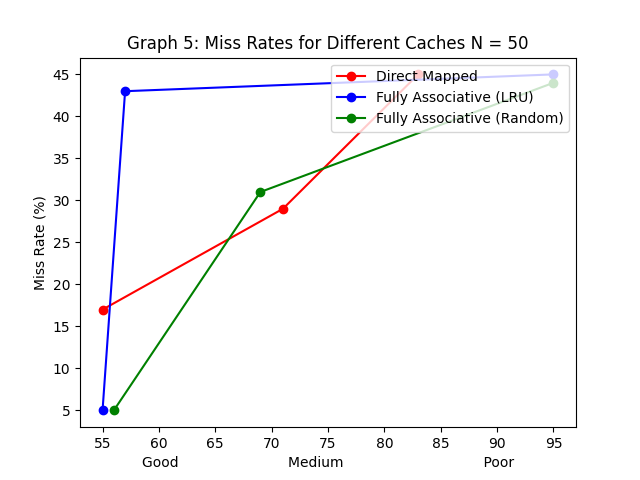 Graph 5: Miss Rates for Different Caches N = 50
Direct Mapped
Fully Associative (LRU)
Fully Associative (Random)
Miss Rate (%)
45
40
35
30
25
20
15
10
5
55 60 65 70 75 80 85 90 95
Good Medium Poor